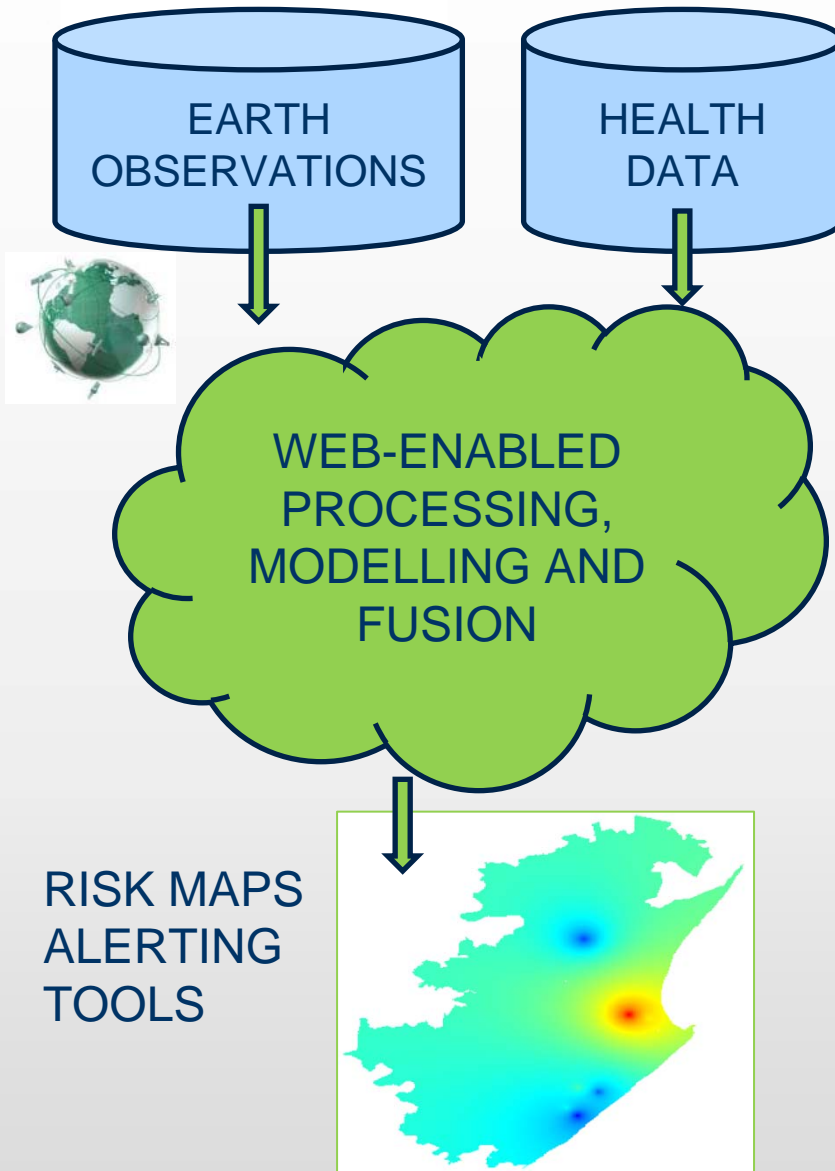 EARTH
OBSERVATIONS
HEALTH
DATA
WEB-ENABLED
PROCESSING,
MODELLING AND
FUSION
RISK MAPS
ALERTING
TOOLS